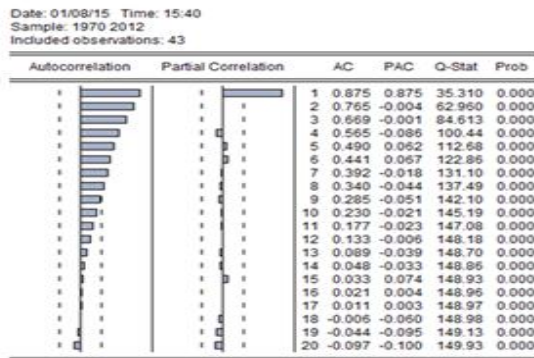 Date: 01/08/15 Time: 15:40
Sample: 1970 2012
Included observations: 43
Autocorrelation Partial Correlation AC PAC Q-Stat Prob
1 0.875 0.875 35.310 0.000
2 0.765 -0.004 62.960 0.000
3 0.669 -0.001 84.613 0.000
4 0.565 -0.086 100.44 0.000
5 0.490 0.062 112.68 0.000
6 0.441 0.067 122.86 0.000
7 0.392 -0.018 131.10 0.000
8 0.340 -0.044 137.49 0.000
9 0.285 -0.051 142.10 0.000
10 0.230 -0.021 145.19 0.000
11 0.177 -0.023 147.08 0.000
12 0.133 -0.006 148.18 0.000
13 0.089 -0.039 148.70 0.000
14 0.048 -0.033 148.86 0.000
15 0.033 0.074 148.93 0.000
16 0.021 0.004 148.96 0.000
17 0.011 0.003 148.97 0.000
18 -0.006 -0.060 148.98 0.000
19 -0.044 -0.095 149.13 0.000
20 -0.097 -0.100 149.93 0.000